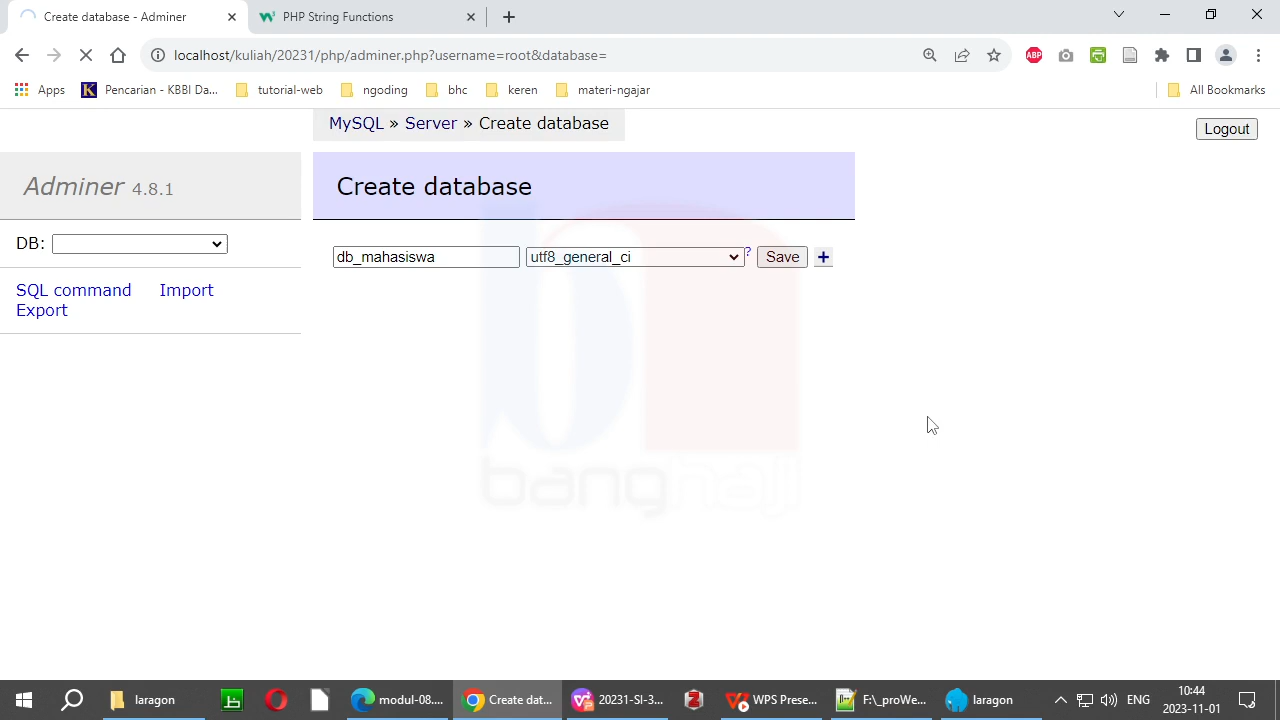 Create database - Adminer
PHP String Functions
localhost/kuliah/20231/php/adminer.php?username=root&database=
ABP
Apps
K
Pencarian - KBBI Da...
tutorial-web
ngoding
bhc
keren
materi-ngajar
All Bookmarks
MySQL » Server » Create database
Logout
Adminer 4.8.1
Create database
DB:
db_mahasiswa
utf8_general_ci
?
Save
+
SQL command
Import
Export
banghaji
laragon
modul-08....
Create dat...
20231-SI-3...
WPS Prese...
F:\_proWe...
laragon
ENG
10:44
2023-11-01